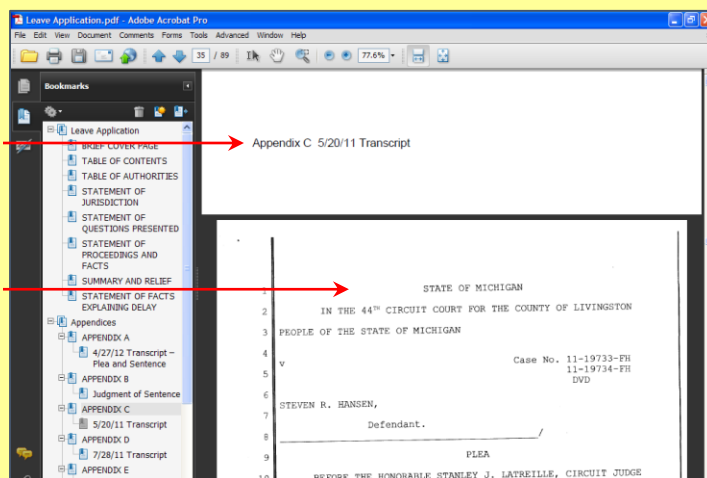 Leave Application.pdf - Adobe Acrobat Pro
File Edit View Document Comments Forms Tools Advanced Window Help
35 / 89 77.6%
Bookmarks
Leave Application
BRIEF COVER PAGE
TABLE OF CONTENTS
TABLE OF AUTHORITIES
STATEMENT OF
JURISDICTION
STATEMENT OF
QUESTIONS PRESENTED
STATEMENT OF
PROCEEDINGS AND
FACTS
SUMMARY AND RELIEF
STATEMENT OF FACTS
EXPLAINING DELAY
Appendices
APPENDIX A
4/27/12 Transcript –
Plea and Sentence
APPENDIX B
Judgment of Sentence
APPENDIX C
5/20/11 Transcript
APPENDIX D
7/28/11 Transcript
APPENDIX E
Appendix C 5/20/11 Transcript
1 STATE OF MICHIGAN
2 IN THE 44TH CIRCUIT COURT FOR THE COUNTY OF LIVINGSTON
3 PEOPLE OF THE STATE OF MICHIGAN
4
v Case No. 11-19733-FH
5 11-19734-FH
DVD
6
STEVEN R. HANSEN,
7
Defendant.
8 /
9 PLEA
10 BEFORE THE HONORABLE STANLEY J. LATREILLE, CIRCUIT JUDGE